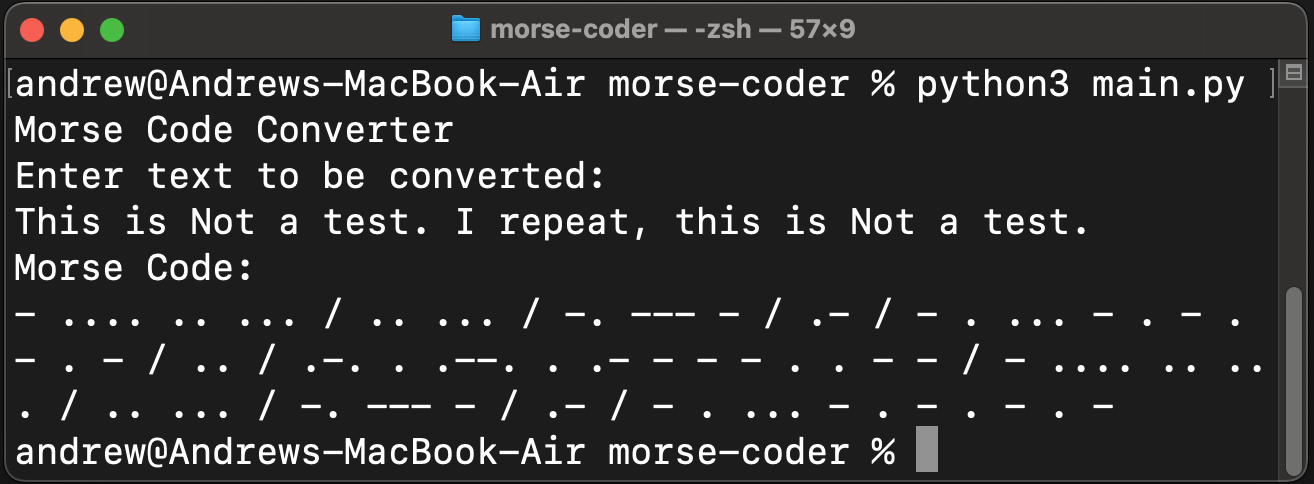 morse-coder — -zsh — 57×9
[andrew@Andrews-MacBook-Air morse-coder % python3 main.py ]
Morse Code Converter
Enter text to be converted:
This is Not a test. I repeat, this is Not a test.
Morse Code:
- .... .. ... / .. ... / -. --- - / .- / - . ... - . - .
- . - / .. / .-. . .--. . .- - - - . . - - / - .... .. ..
. / .. ... / -. --- - / .- / - . ... - . - . - . -
andrew@Andrews-MacBook-Air morse-coder %